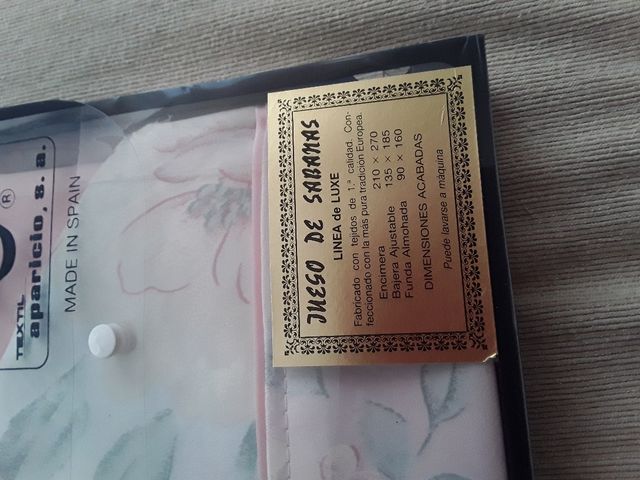 TEXTIL
aparicio, s. a.
®
MADE IN SPAIN
JUEGO DE SABANAS
LINEA de LUXE
Fabricado con tejidos de 1.ª calidad. Con-
feccionado con la más pura tradición Europea.
Encimera 210 × 270
Bajera Ajustable 135 × 185
Funda Almohada 90 × 160
DIMENSIONES ACABADAS
Puede lavarse a máquina